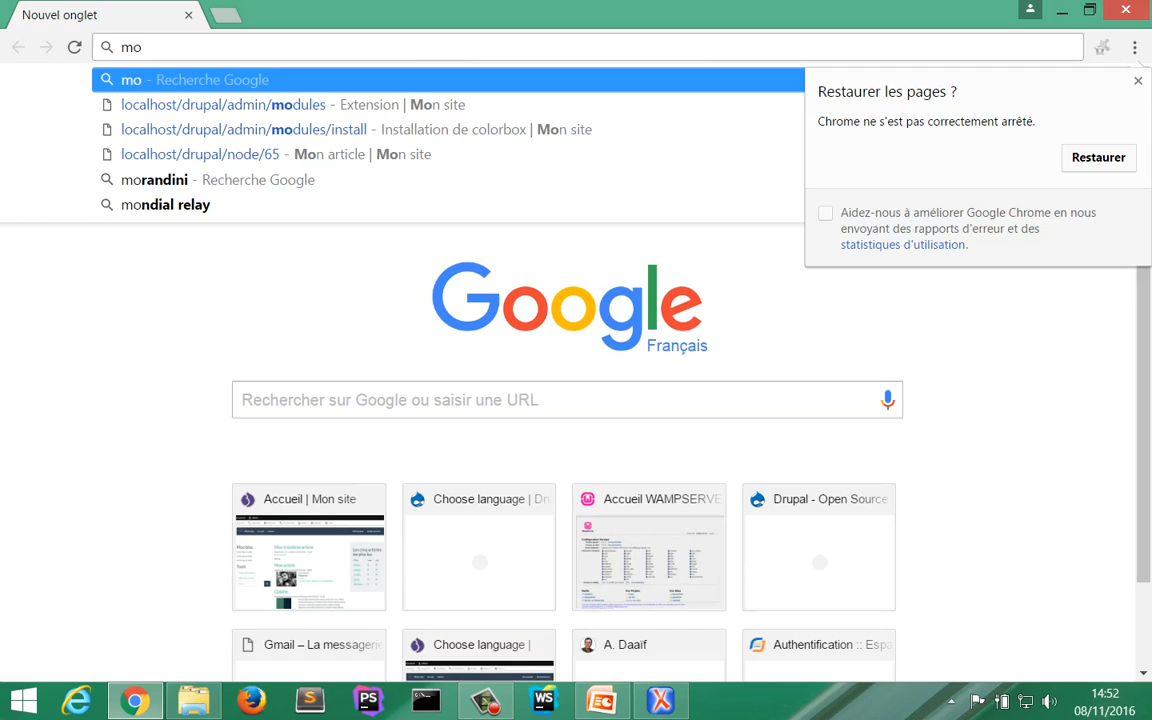 Nouvel onglet
mo
mo - Recherche Google
localhost/drupal/admin/modules - Extension | Mon site
localhost/drupal/admin/modules/install - Installation de colorbox | Mon site
localhost/drupal/node/65 - Mon article | Mon site
morandini - Recherche Google
mondial relay
Restaurer les pages ?
Chrome ne s'est pas correctement arrêté.
Restaurer
Aidez-nous à améliorer Google Chrome en nous
envoyant des rapports d'erreur et des
statistiques d'utilisation.
Google
Français
Rechercher sur Google ou saisir une URL
Accueil | Mon site
Choose language | Dru
Accueil WAMPSERVE
Drupal - Open Source
Gmail – La messagerie
Choose language |
A. Daaïf
Authentification :: Espa
PS
WS
14:52
08/11/2016